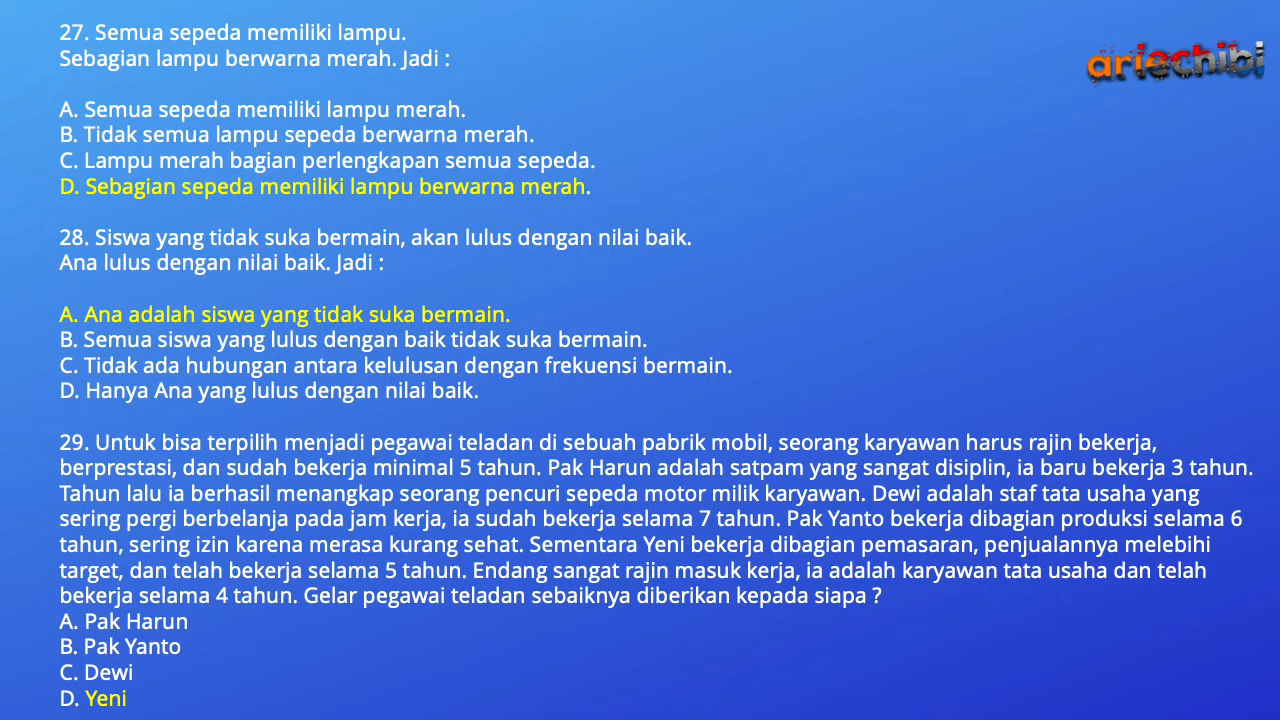 27. Semua sepeda memiliki lampu.
Sebagian lampu berwarna merah. Jadi :
ariechibi
A. Semua sepeda memiliki lampu merah.
B. Tidak semua lampu sepeda berwarna merah.
C. Lampu merah bagian perlengkapan semua sepeda.
D. Sebagian sepeda memiliki lampu berwarna merah.
28. Siswa yang tidak suka bermain, akan lulus dengan nilai baik.
Ana lulus dengan nilai baik. Jadi :
A. Ana adalah siswa yang tidak suka bermain.
B. Semua siswa yang lulus dengan baik tidak suka bermain.
C. Tidak ada hubungan antara kelulusan dengan frekuensi bermain.
D. Hanya Ana yang lulus dengan nilai baik.
29. Untuk bisa terpilih menjadi pegawai teladan di sebuah pabrik mobil, seorang karyawan harus rajin bekerja,
berprestasi, dan sudah bekerja minimal 5 tahun. Pak Harun adalah satpam yang sangat disiplin, ia baru bekerja 3 tahun.
Tahun lalu ia berhasil menangkap seorang pencuri sepeda motor milik karyawan. Dewi adalah staf tata usaha yang
sering pergi berbelanja pada jam kerja, ia sudah bekerja selama 7 tahun. Pak Yanto bekerja dibagian produksi selama 6
tahun, sering izin karena merasa kurang sehat. Sementara Yeni bekerja dibagian pemasaran, penjualannya melebihi
target, dan telah bekerja selama 5 tahun. Endang sangat rajin masuk kerja, ia adalah karyawan tata usaha dan telah
bekerja selama 4 tahun. Gelar pegawai teladan sebaiknya diberikan kepada siapa ?
A. Pak Harun
B. Pak Yanto
C. Dewi
D. Yeni